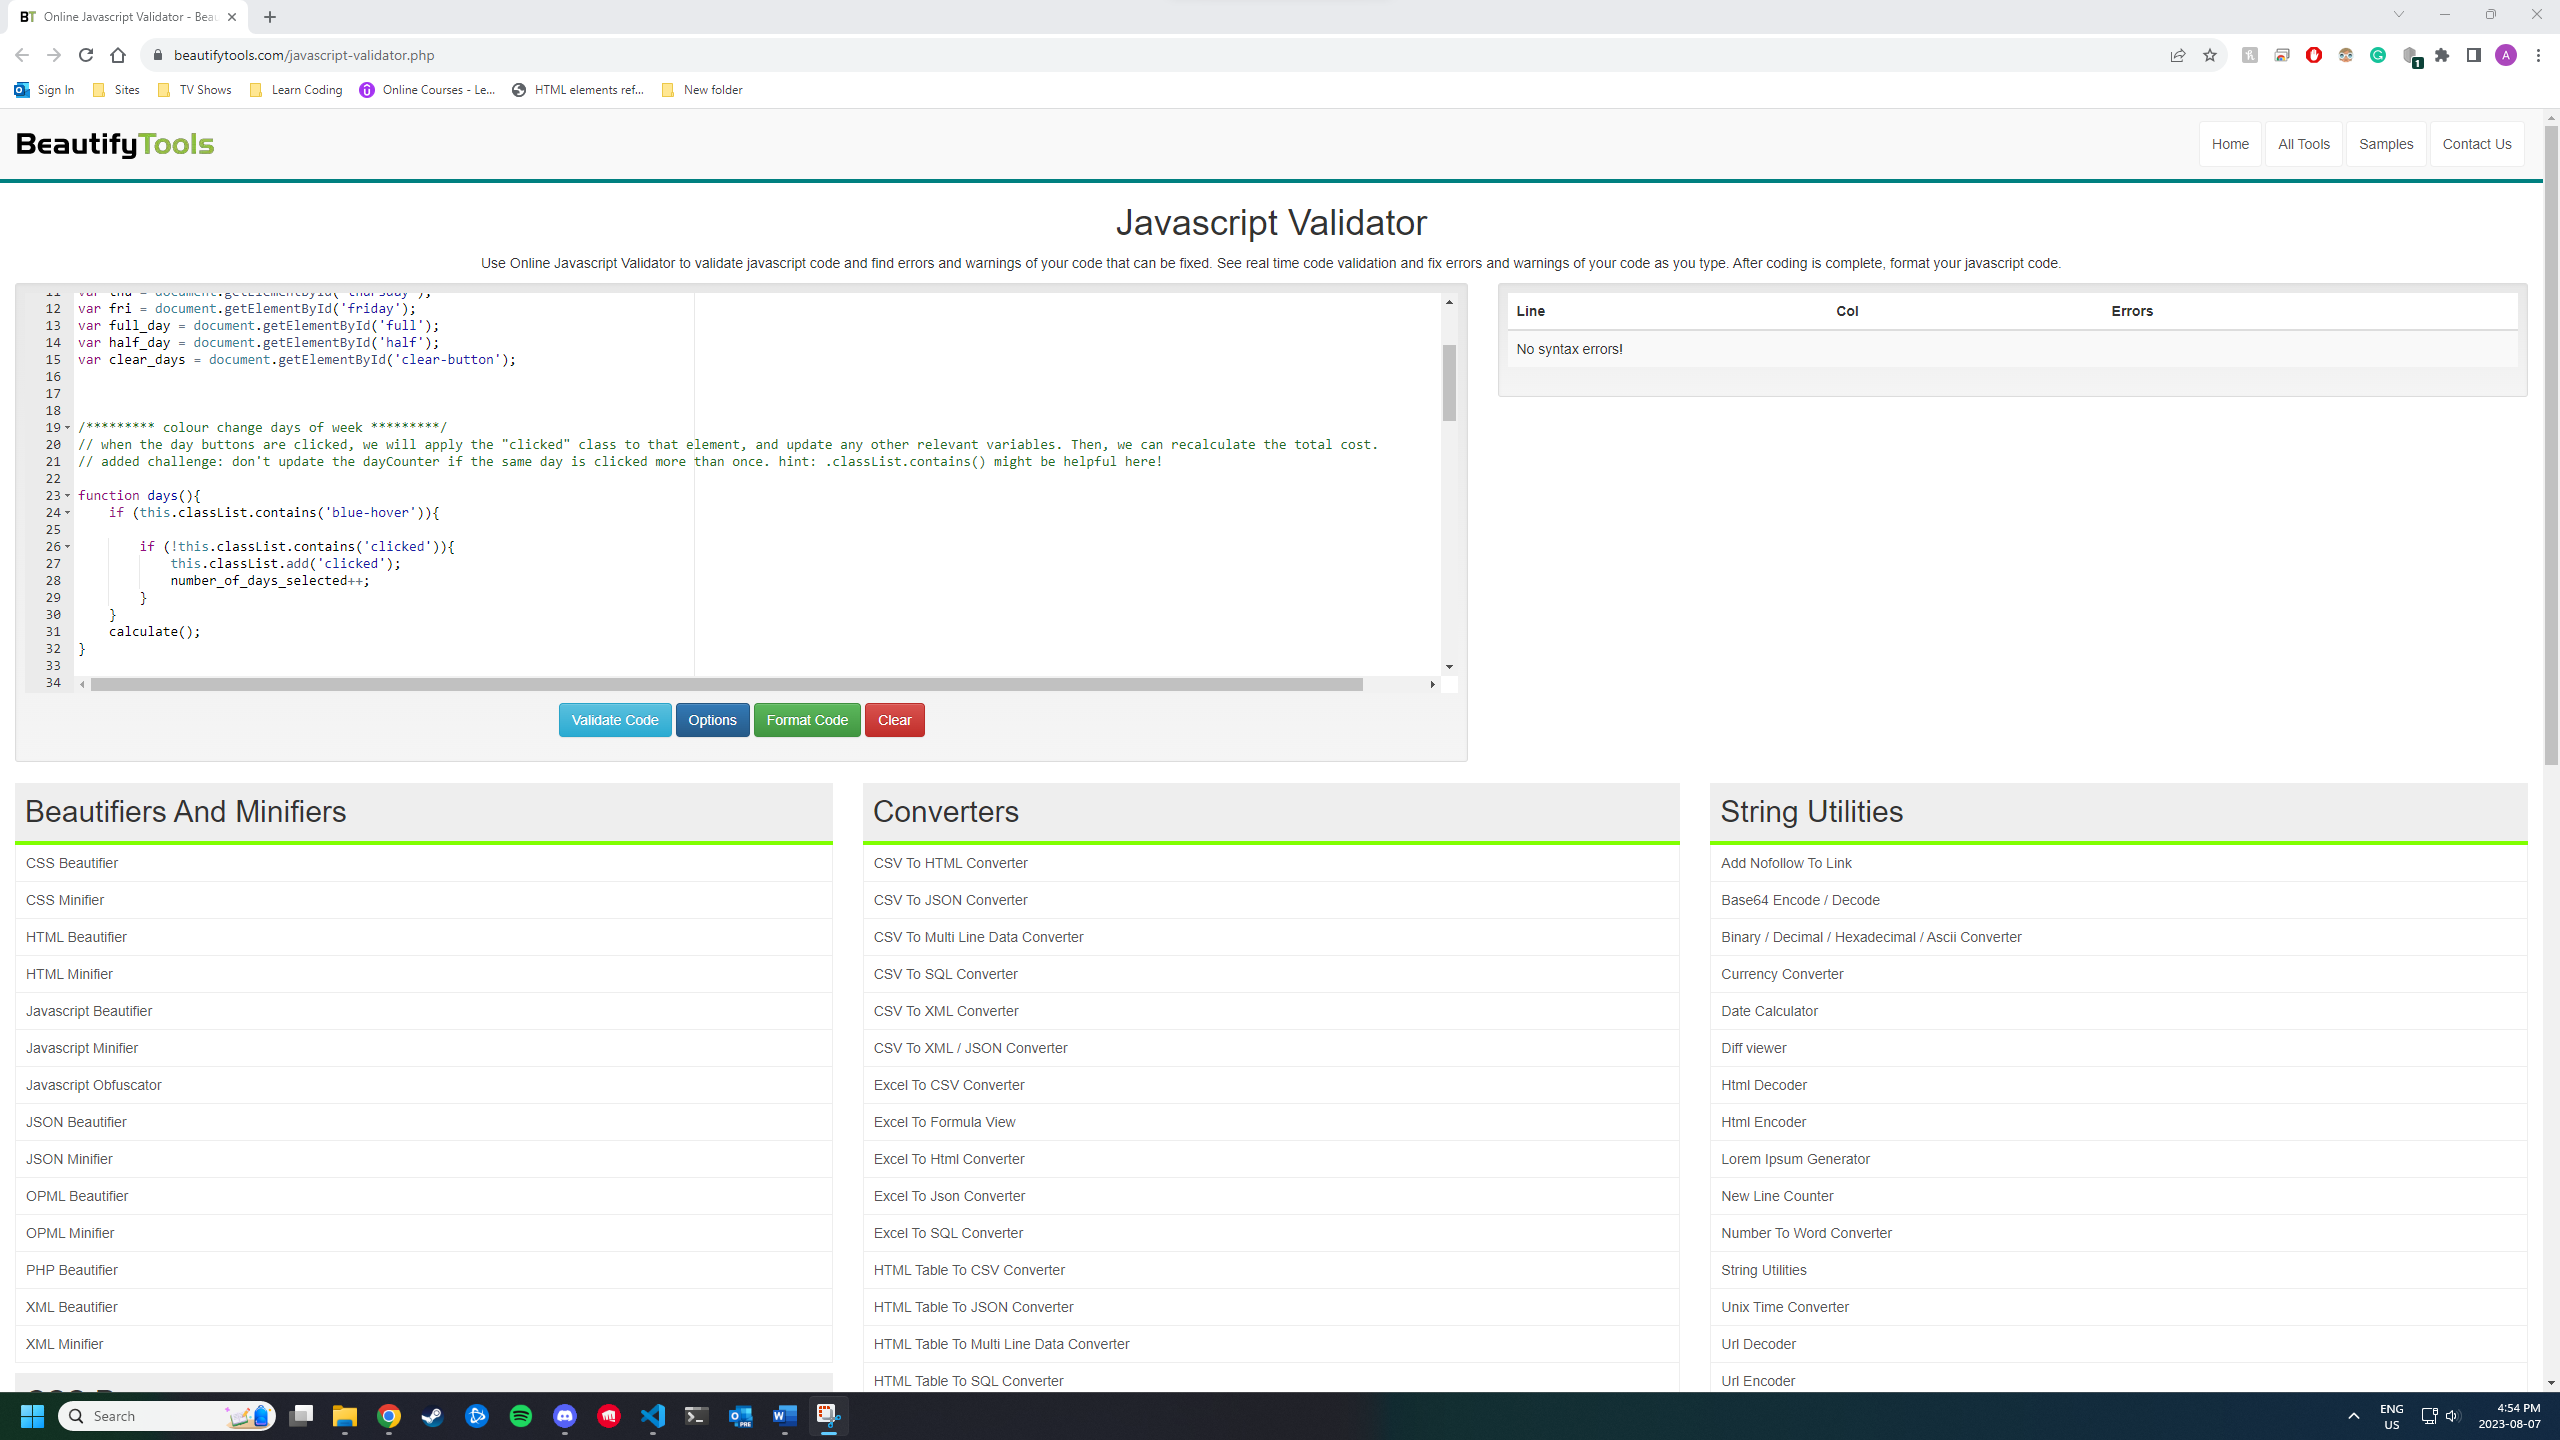 BT Online Javascript Validator - Beau
beautifytools.com/javascript-validator.php
A
1
Sign In
Sites
TV Shows
Learn Coding
Online Courses - Le...
HTML elements ref...
New folder
BeautifyTools
Home
All Tools
Samples
Contact Us
Javascript Validator
Use Online Javascript Validator to validate javascript code and find errors and warnings of your code that can be fixed. See real time code validation and fix errors and warnings of your code as you type. After coding is complete, format your javascript code.
11 var thu = document.getElementById('thursday');
12 var fri = document.getElementById('friday');
13 var full_day = document.getElementById('full');
14 var half_day = document.getElementById('half');
15 var clear_days = document.getElementById('clear-button');
16
17
18
19 /********* colour change days of week *********/
20 // when the day buttons are clicked, we will apply the "clicked" class to that element, and update any other relevant variables. Then, we can recalculate the total cost.
21 // added challenge: don't update the dayCounter if the same day is clicked more than once. hint: .classList.contains() might be helpful here!
22
23 function days(){
24 if (this.classList.contains('blue-hover')){
25
26 if (!this.classList.contains('clicked')){
27 this.classList.add('clicked');
28 number_of_days_selected++;
29 }
30 }
31 calculate();
32 }
33
34
Validate Code
Options
Format Code
Clear
Line Col Errors
No syntax errors!
Beautifiers And Minifiers
CSS Beautifier
CSS Minifier
HTML Beautifier
HTML Minifier
Javascript Beautifier
Javascript Minifier
Javascript Obfuscator
JSON Beautifier
JSON Minifier
OPML Beautifier
OPML Minifier
PHP Beautifier
XML Beautifier
XML Minifier
Converters
CSV To HTML Converter
CSV To JSON Converter
CSV To Multi Line Data Converter
CSV To SQL Converter
CSV To XML Converter
CSV To XML / JSON Converter
Excel To CSV Converter
Excel To Formula View
Excel To Html Converter
Excel To Json Converter
Excel To SQL Converter
HTML Table To CSV Converter
HTML Table To JSON Converter
HTML Table To Multi Line Data Converter
HTML Table To SQL Converter
String Utilities
Add Nofollow To Link
Base64 Encode / Decode
Binary / Decimal / Hexadecimal / Ascii Converter
Currency Converter
Date Calculator
Diff viewer
Html Decoder
Html Encoder
Lorem Ipsum Generator
New Line Counter
Number To Word Converter
String Utilities
Unix Time Converter
Url Decoder
Url Encoder
Search
ENG
US
4:54 PM
2023-08-07